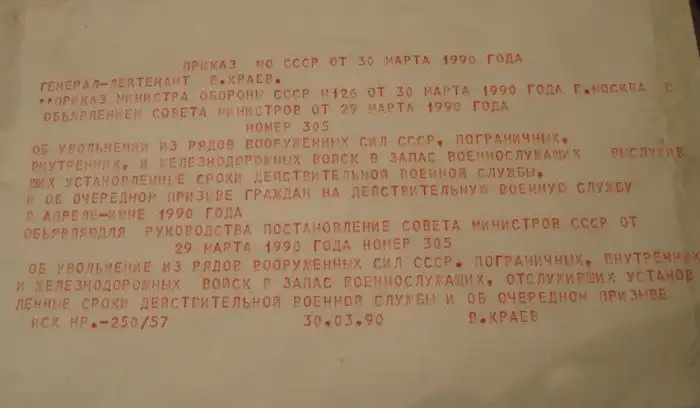 ПРИКАЗ МО СССР ОТ 30 МАРТА 1990 ГОДА
ГЕНЕРАЛ-ЛЕЙТЕНАНТ В.КРАЕВ.
**ПРИКАЗ МИНИСТРА ОБОРОНЫ СССР N126 ОТ 30 МАРТА 1990 ГОДА Г.МОСКВА С
ОБЬЯВЛЕНИЕМ СОВЕТА МИНИСТРОВ ОТ 29 МАРТА 1990 ГОДА
НОМЕР 305
ОБ УВОЛЬНЕНИИ ИЗ РЯДОВ ВООРУЖЕННЫХ СИЛ СССР, ПОГРАНИЧНЫХ,
ВНУТРЕННИХ, И ЖЕЛЕЗНОДОРОЖНЫХ ВОЙСК В ЗАПАС ВОЕННОСЛУЖАЩИХ ВЫСЛУЖИВ
ШИХ УСТАНОВЛЕННЫЕ СРОКИ ДЕЙСТВИТЕЛЬНОЙ ВОЕННОЙ СЛУЖБЫ,
И ОБ ОЧЕРЕДНОМ ПРИЗЫВЕ ГРАЖДАН НА ДЕЙСТВИТЕЛЬНУЮ ВОЕННУЮ СЛУЖБУ
В АПРЕЛЕ-ИЮНЕ 1990 ГОДА
ОБЬЯВЛЯЮДЛЯ РУКОВОДСТВА ПОСТАНОВЛЕНИЕ СОВЕТА МИНИСТРОВ СССР ОТ
29 МАРТА 1990 ГОДА НОМЕР 305
ОБ УВОЛЬНЕНИЕ ИЗ РЯДОВ ВООРУЖЕННЫХ СИЛ СССР. ПОГРАНИЧНЫХ, ВНУТРЕННИХ
И ЖЕЛЕЗНОДОРОЖНЫХ ВОЙСК В ЗАПАС ВОЕННОСЛУЖАЩИХ, ОТСЛУЖИВШИХ УСТАНОВ
ЛЕННЫЕ СРОКИ ДЕЙСТВИТЕЛЬНОЙ ВОЕННОЙ СЛУЖБЫ И ОБ ОЧЕРЕДНОМ ПРИЗЫВЕ
ИСХ НР.-250/57 30.03.90 В.КРАЕВ